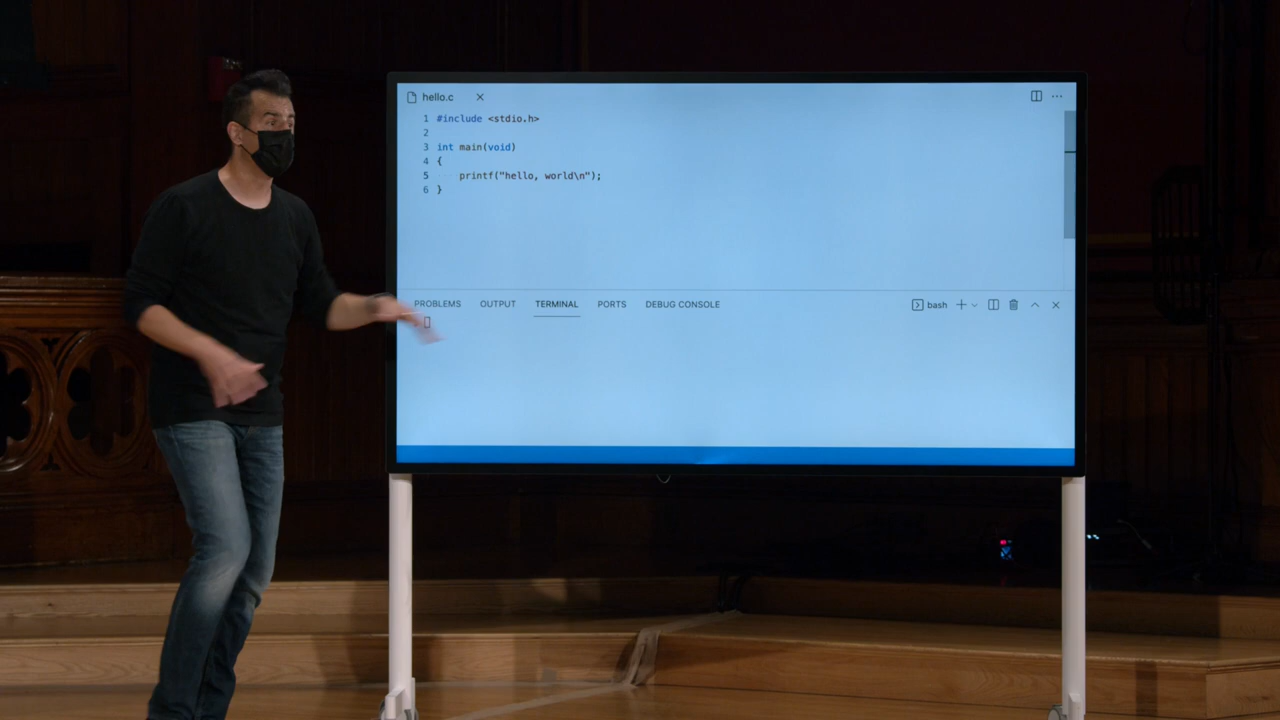 hello.c
1 #include <stdio.h>
2
3 int main(void)
4 {
5 printf("hello, world\n");
6 }
PROBLEMS OUTPUT TERMINAL PORTS DEBUG CONSOLE bash